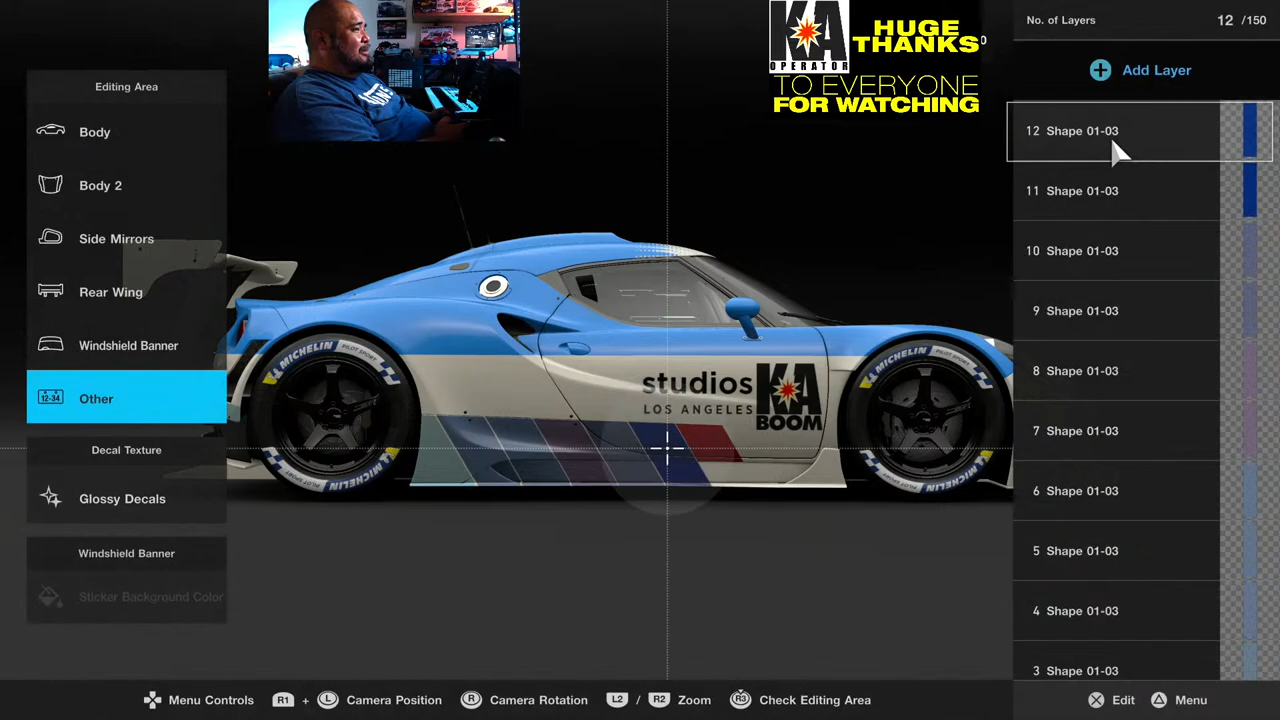 No. of Layers 12 /150
Add Layer
KA
OPERATOR
HUGE
THANKS
TO EVERYONE
FOR WATCHING
Editing Area
Body
Body 2
Side Mirrors
Rear Wing
Windshield Banner
Other
Decal Texture
Glossy Decals
Windshield Banner
Sticker Background Color
12 Shape 01-03
11 Shape 01-03
10 Shape 01-03
9 Shape 01-03
8 Shape 01-03
7 Shape 01-03
6 Shape 01-03
5 Shape 01-03
4 Shape 01-03
3 Shape 01-03
MICHELIN PILOT SPORT
MICHELIN PILOT SPORT
studios
LOS ANGELES
KA
BOOM
12-34
Menu Controls R1 + L Camera Position R Camera Rotation L2 / R2 Zoom R3 Check Editing Area Edit Menu